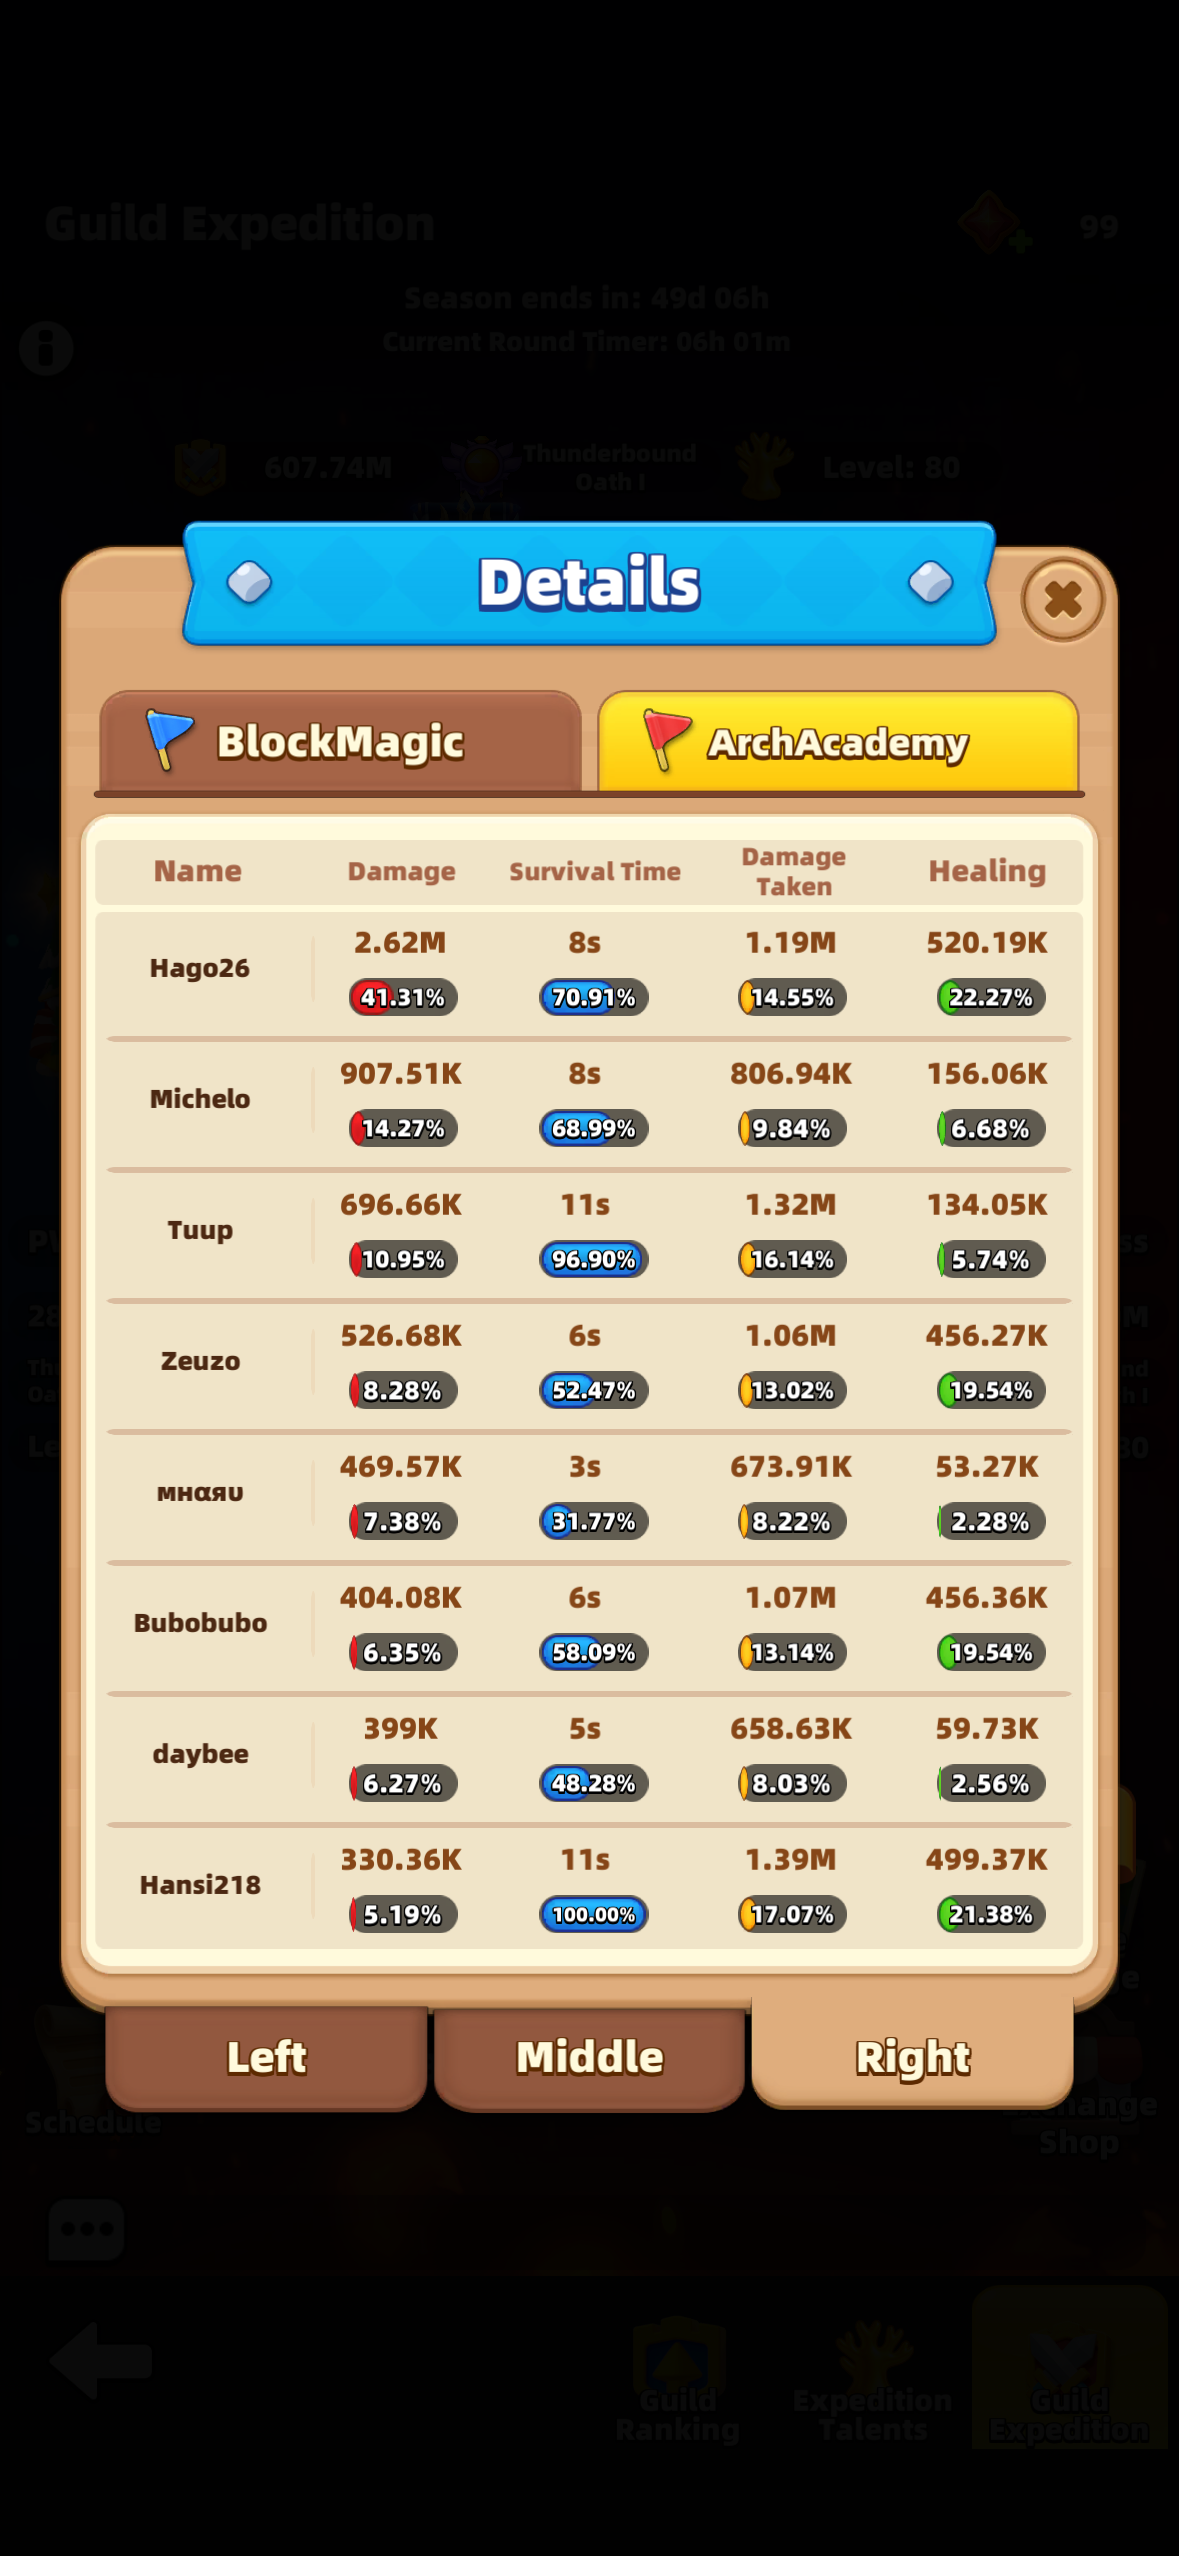 Guild Expedition
99
Season ends in: 49d 06h
Current Round Timer: 06h 01m
607.74M
Thunderbound
Oath I
Level: 80
Details
BlockMagic
ArchAcademy
Name
Damage
Survival Time
Damage
Taken
Healing
Hago26
2.62M
8s
1.19M
520.19K
41.31%
70.91%
14.55%
22.27%
Michelo
907.51K
8s
806.94K
156.06K
14.27%
68.99%
9.84%
6.68%
Tuup
696.66K
11s
1.32M
134.05K
10.95%
96.90%
16.14%
5.74%
Zeuzo
526.68K
6s
1.06M
456.27K
8.28%
52.47%
13.02%
19.54%
мнαяυ
469.57K
3s
673.91K
53.27K
7.38%
31.77%
8.22%
2.28%
Bubobubo
404.08K
6s
1.07M
456.36K
6.35%
58.09%
13.14%
19.54%
daybee
399K
5s
658.63K
59.73K
6.27%
48.28%
8.03%
2.56%
Hansi218
330.36K
11s
1.39M
499.37K
5.19%
100.00%
17.07%
21.38%
Left
Middle
Right
Schedule
Shop
Guild
Ranking
Expedition
Talents
Guild
Expedition